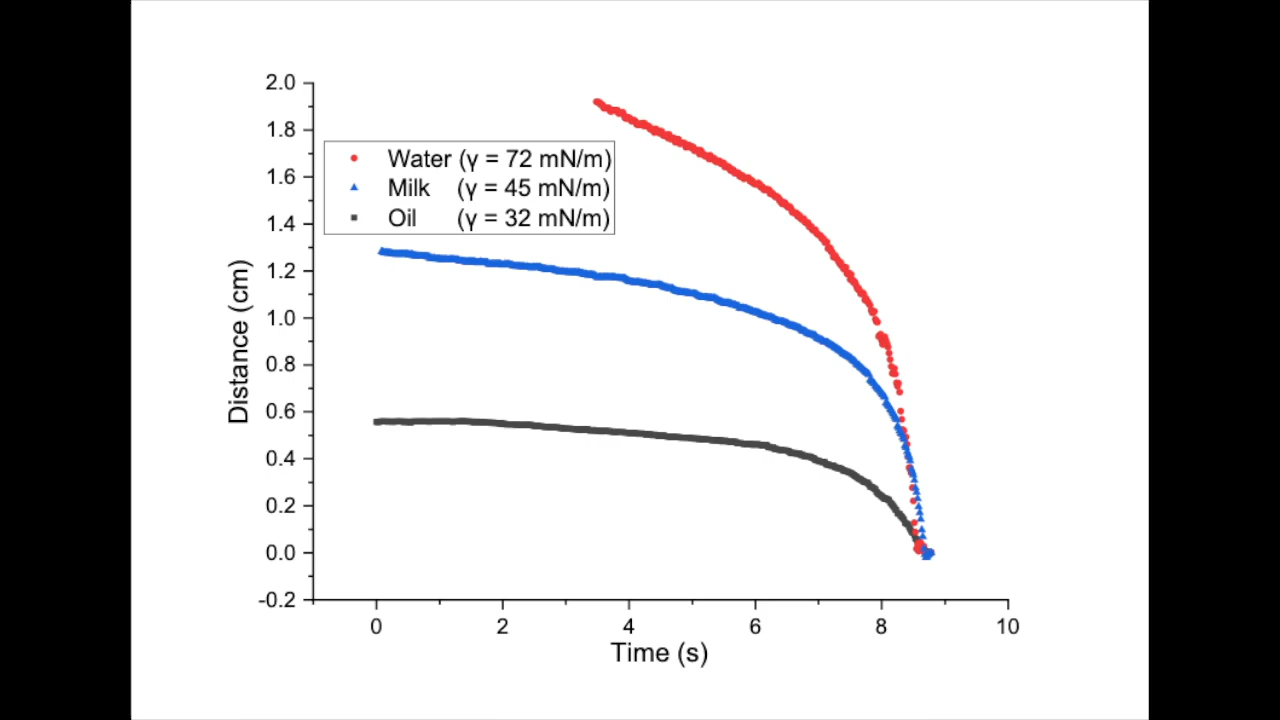 2.0
1.8
1.6
1.4
1.2
1.0
0.8
0.6
0.4
0.2
0.0
-0.2
Distance (cm)
Water (γ = 72 mN/m)
Milk (γ = 45 mN/m)
Oil (γ = 32 mN/m)
0 2 4 6 8 10
Time (s)